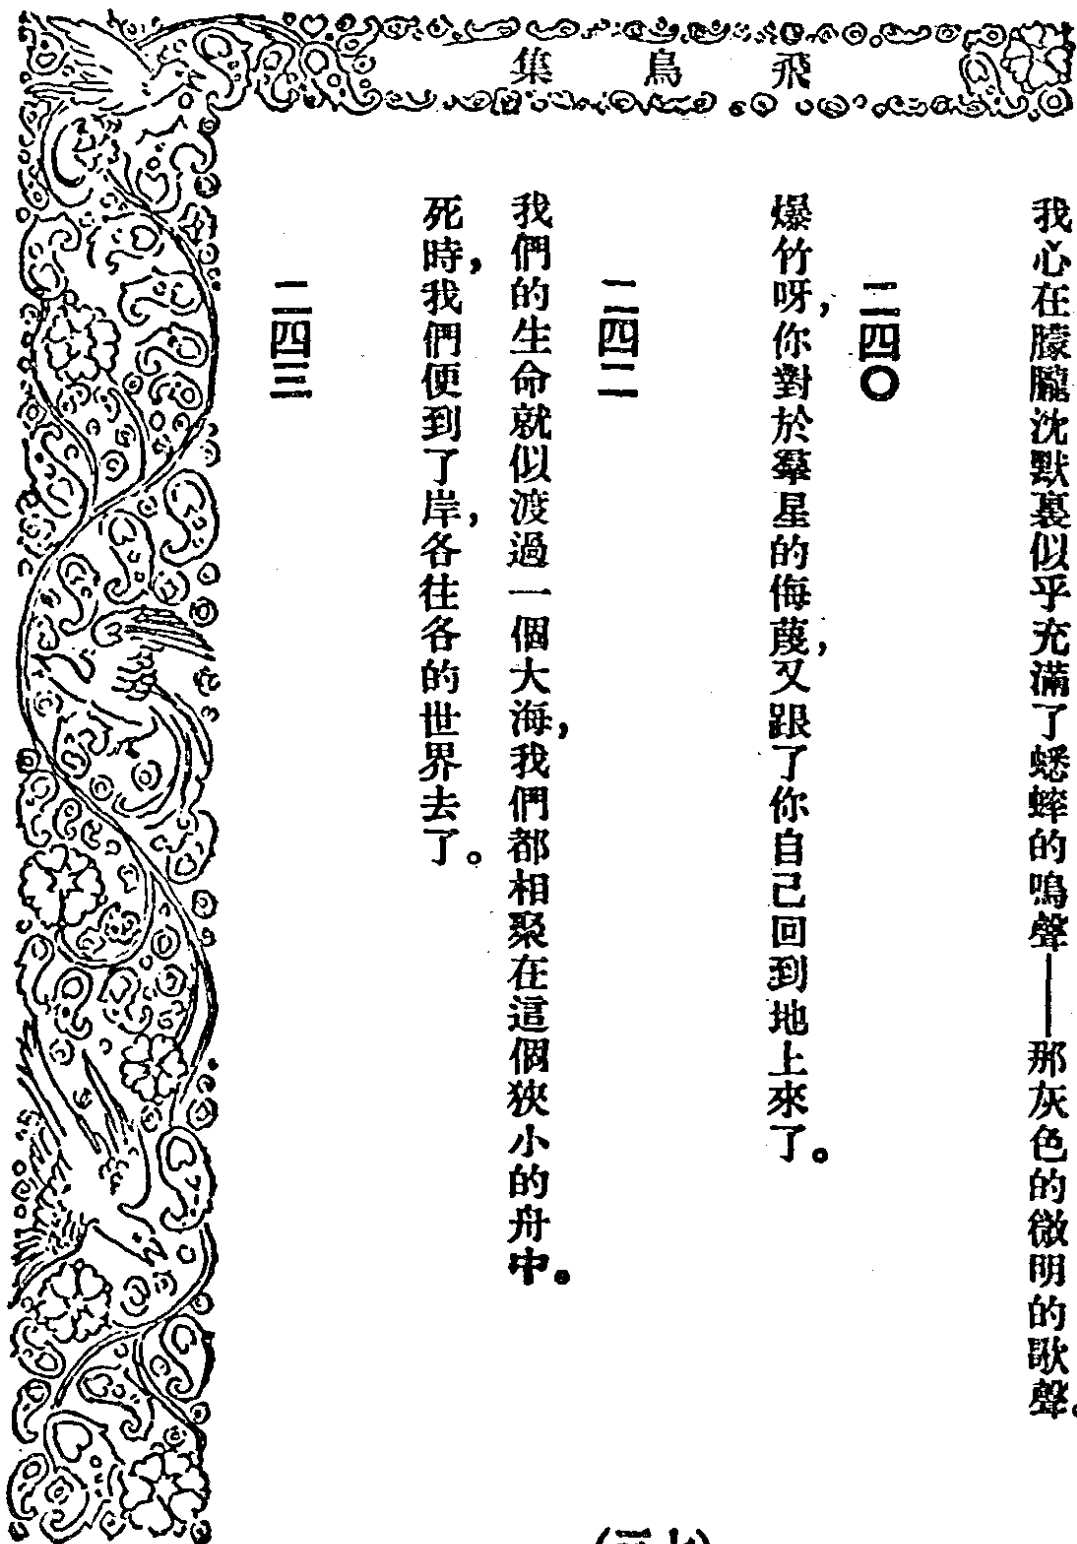 飛鳥集
我心在朦朧沈默裏似乎充滿了蟋蟀的鳴聲——那灰色的微明的歌聲。
二四〇
爆竹呀，你對於羣星的侮蔑，又跟了你自己回到地上來了。
二四二
我們的生命就似渡過一個大海，我們都相聚在這個狹小的舟中。
死時，我們便到了岸，各往各的世界去了。
二四三